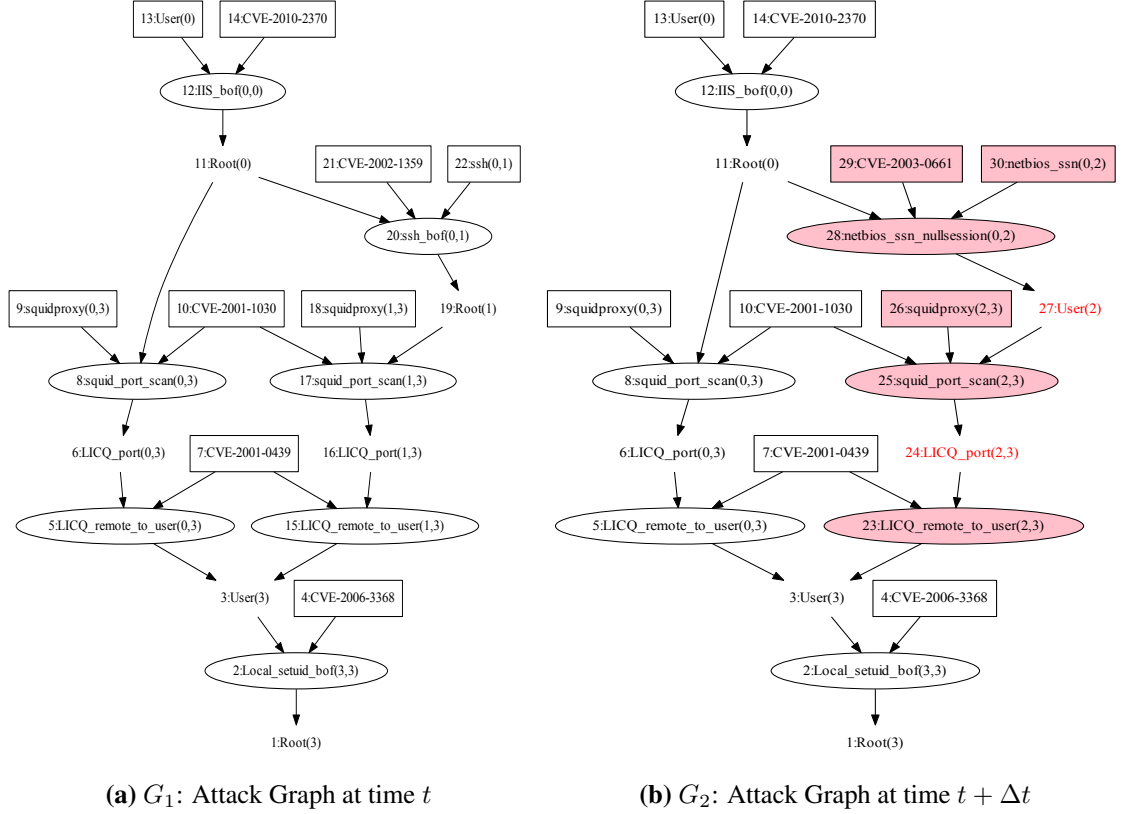 13:User(0)
14:CVE-2010-2370
12:IIS_bof(0,0)
11:Root(0)
21:CVE-2002-1359
22:ssh(0,1)
20:ssh_bof(0,1)
9:squidproxy(0,3)
10:CVE-2001-1030
18:squidproxy(1,3)
19:Root(1)
8:squid_port_scan(0,3)
17:squid_port_scan(1,3)
6:LICQ_port(0,3)
7:CVE-2001-0439
16:LICQ_port(1,3)
5:LICQ_remote_to_user(0,3)
15:LICQ_remote_to_user(1,3)
3:User(3)
4:CVE-2006-3368
2:Local_setuid_bof(3,3)
1:Root(3)
(a) G1: Attack Graph at time t
13:User(0)
14:CVE-2010-2370
12:IIS_bof(0,0)
11:Root(0)
29:CVE-2003-0661
30:netbios_ssn(0,2)
28:netbios_ssn_nullsession(0,2)
9:squidproxy(0,3)
10:CVE-2001-1030
26:squidproxy(2,3)
27:User(2)
8:squid_port_scan(0,3)
25:squid_port_scan(2,3)
6:LICQ_port(0,3)
7:CVE-2001-0439
24:LICQ_port(2,3)
5:LICQ_remote_to_user(0,3)
23:LICQ_remote_to_user(2,3)
3:User(3)
4:CVE-2006-3368
2:Local_setuid_bof(3,3)
1:Root(3)
(b) G2: Attack Graph at time t + Δt